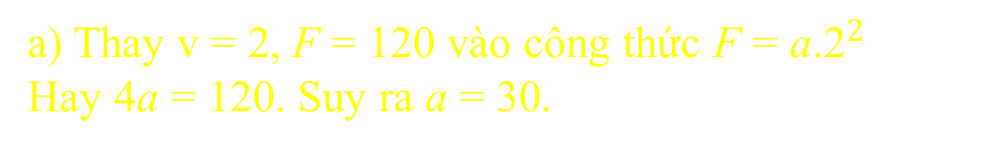 a) Thay v = 2, F = 120 vào công thức F = a.2²
Hay 4a = 120. Suy ra a = 30.